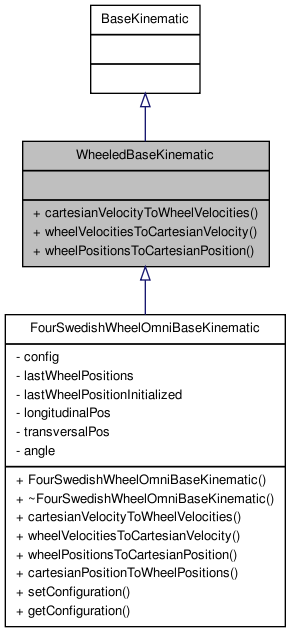 BaseKinematic
WheeledBaseKinematic
+ cartesianVelocityToWheelVelocities()
+ wheelVelocitiesToCartesianVelocity()
+ wheelPositionsToCartesianPosition()
FourSwedishWheelOmniBaseKinematic
- config
- lastWheelPositions
- lastWheelPositionInitialized
- longitudinalPos
- transversalPos
- angle
+ FourSwedishWheelOmniBaseKinematic()
+ ~FourSwedishWheelOmniBaseKinematic()
+ cartesianVelocityToWheelVelocities()
+ wheelVelocitiesToCartesianVelocity()
+ wheelPositionsToCartesianPosition()
+ cartesianPositionToWheelPositions()
+ setConfiguration()
+ getConfiguration()